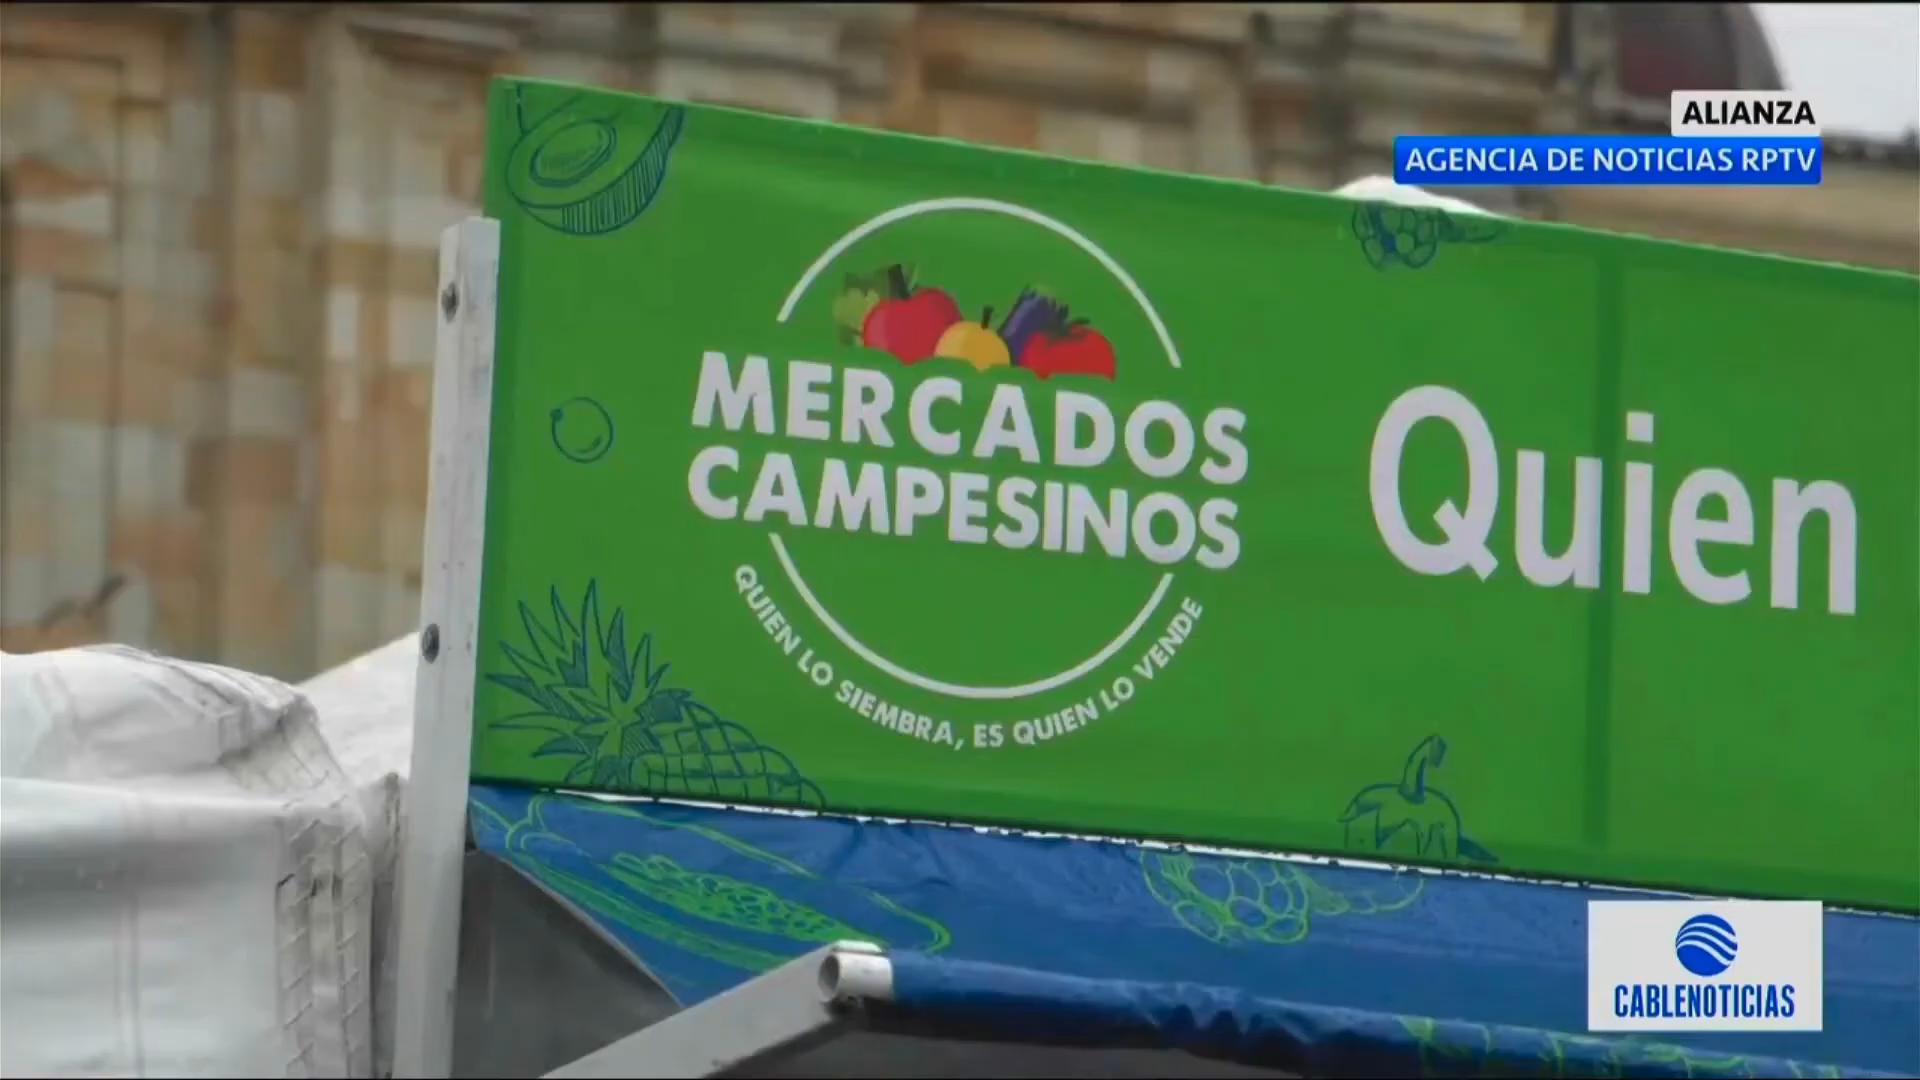 ALIANZA
AGENCIA DE NOTICIAS RPTV
MERCADOS
CAMPESINOS
QUIEN LO SIEMBRA, ES QUIEN LO VENDE
Quien
CABLENOTICIAS